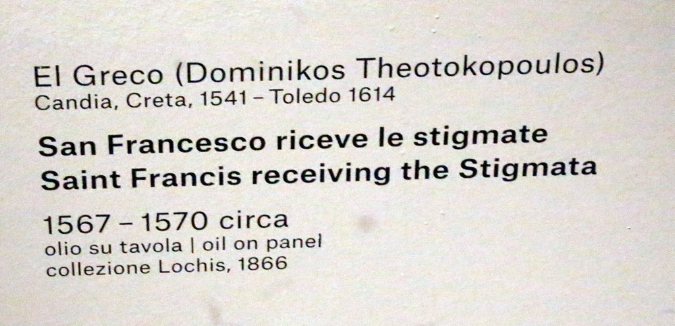 El Greco (Dominikos Theotokopoulos)
Candia, Creta, 1541 – Toledo 1614
San Francesco riceve le stigmate
Saint Francis receiving the Stigmata
1567 – 1570 circa
olio su tavola | oil on panel
collezione Lochis, 1866